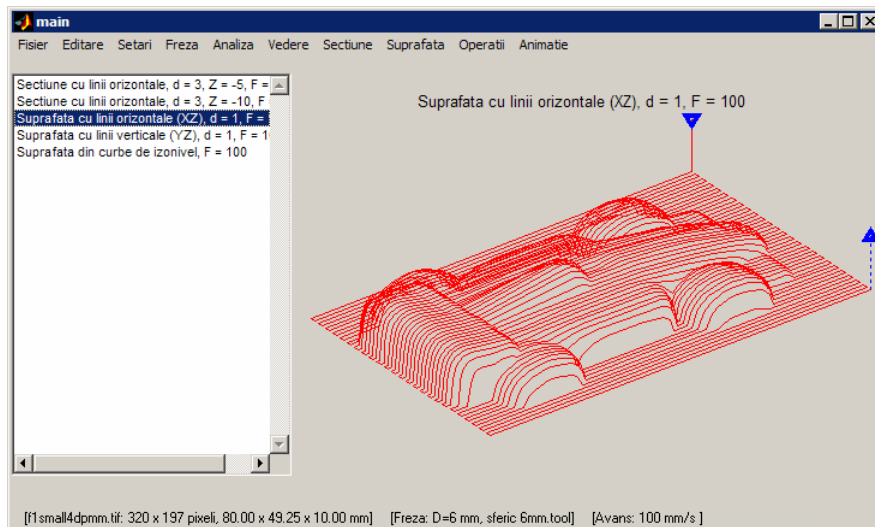 main
Fisier Editare Setari Freza Analiza Vedere Sectiune Suprafata Operatii Animatie
Sectiune cu linii orizontale, d = 3, Z = -5, F =
Sectiune cu linii orizontale, d = 3, Z = -10, F
Suprafata cu linii orizontale (XZ), d = 1, F =
Suprafata cu linii verticale (YZ), d = 1, F = 1
Suprafata din curbe de izonivel, F = 100
Suprafata cu linii orizontale (XZ), d = 1, F = 100
[f1small4dpmm.tif: 320 x 197 pixeli, 80.00 x 49.25 x 10.00 mm] [Freza: D=6 mm, sferic 6mm.tool] [Avans: 100 mm/s ]